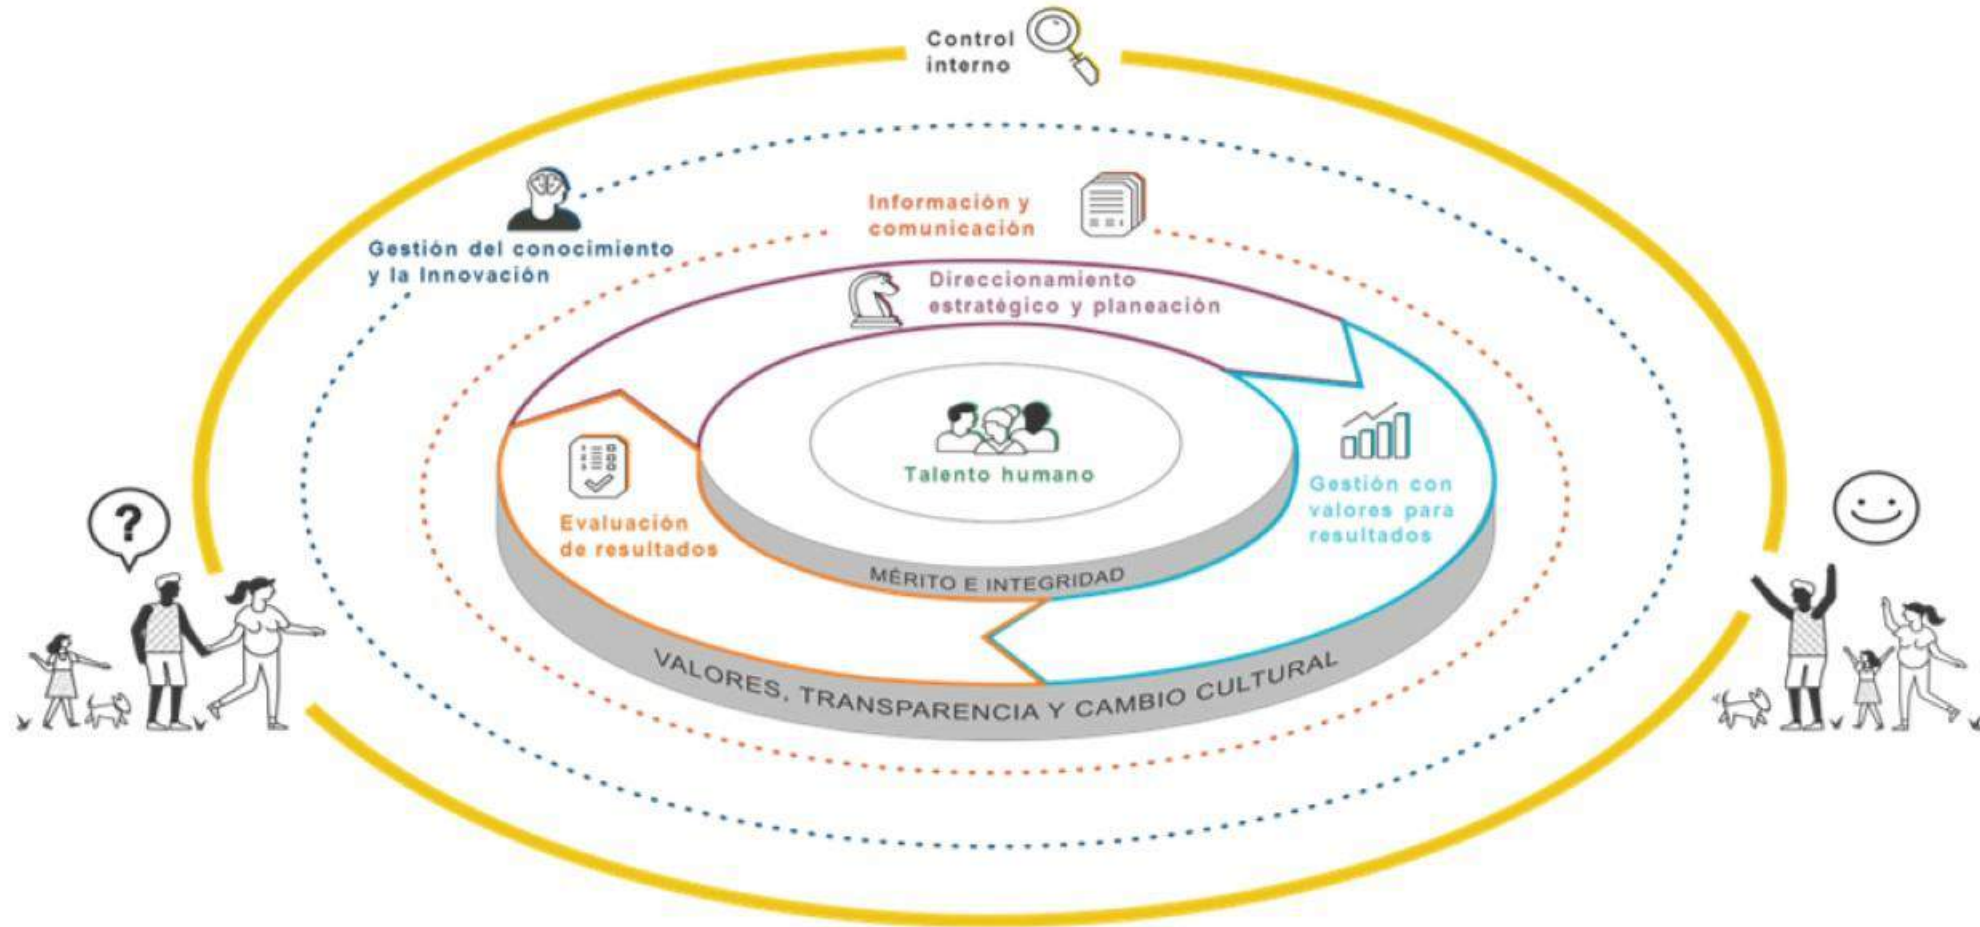 Control
interno
Información y
comunicación
Gestión del conocimiento
y la Innovación
Direccionamiento
estratégico y planeación
Talento humano
Gestión con
valores para
resultados
Evaluación
de resultados
MÉRITO E INTEGRIDAD
VALORES, TRANSPARENCIA Y CAMBIO CULTURAL
?